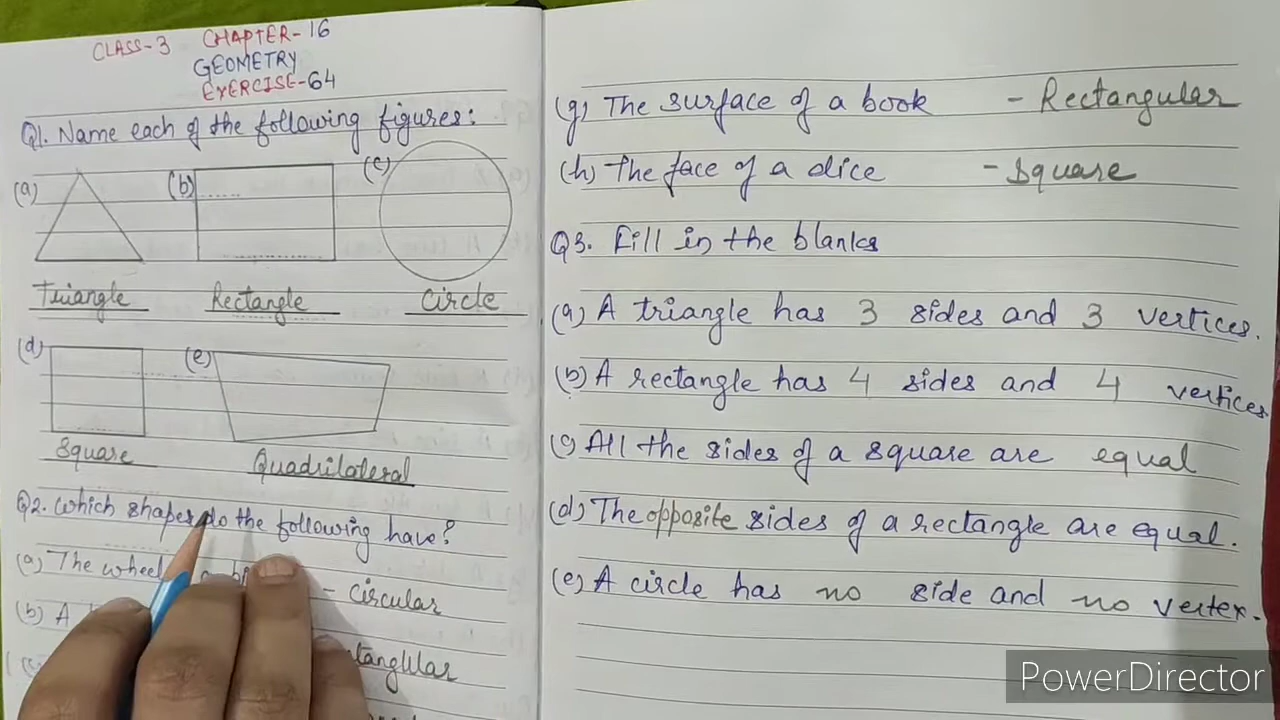 CLASS-3 CHAPTER-16
GEOMETRY
EXERCISE-64
Q1. Name each of the following figures:
(a) (b) (c)
Triangle Rectangle Circle
(d) (e)
Square Quadrilateral
Q2. Which shapes do the following have?
(a) The wheel - circular
(b) A
(g) The surface of a book - Rectangular
(h) The face of a dice - Square
Q3. Fill in the blanks
(a) A triangle has 3 sides and 3 vertices.
(b) A rectangle has 4 sides and 4 vertices.
(c) All the sides of a square are equal
(d) The opposite sides of a rectangle are equal.
(e) A circle has no side and no vertex.
PowerDirector